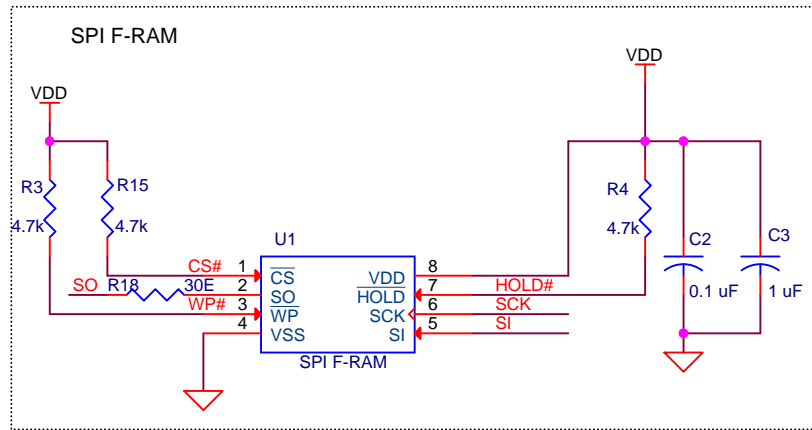 SPI F-RAM
VDD
VDD
R3
R15
R4
4.7k
4.7k
4.7k
C2
C3
0.1 uF
1 uF
U1
CS#
1
CS
VDD
8
SO
R18
30E
2
SO
HOLD
7
HOLD#
WP#
3
WP
SCK
6
SCK
4
VSS
SI
5
SI
SPI F-RAM